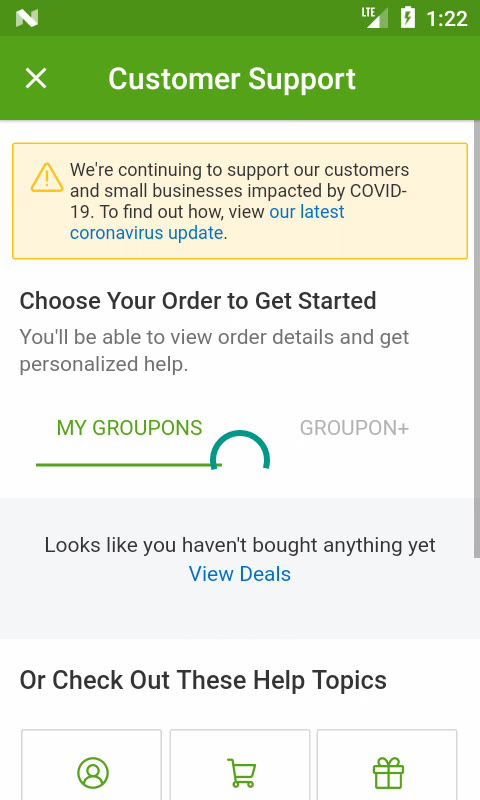 LTE 1:22
Customer Support
We're continuing to support our customers
and small businesses impacted by COVID-
19. To find out how, view our latest
coronavirus update.
Choose Your Order to Get Started
You'll be able to view order details and get
personalized help.
MY GROUPONS GROUPON+
Looks like you haven't bought anything yet
View Deals
Or Check Out These Help Topics